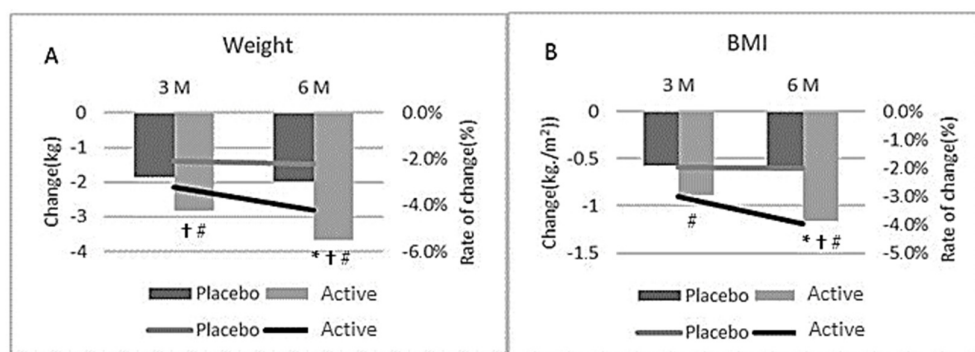 A
Weight
3 M
6 M
0
-1
-2
-3
-4
Change(kg)
0.0%
-2.0%
-4.0%
-6.0%
Rate of change(%)
† #
* † #
Placebo
Active
Placebo
Active
B
BMI
3 M
6 M
0
-0.5
-1
-1.5
Change(kg./m²))
0.0%
-1.0%
-2.0%
-3.0%
-4.0%
-5.0%
Rate of change(%)
#
* † #
Placebo
Active
Placebo
Active